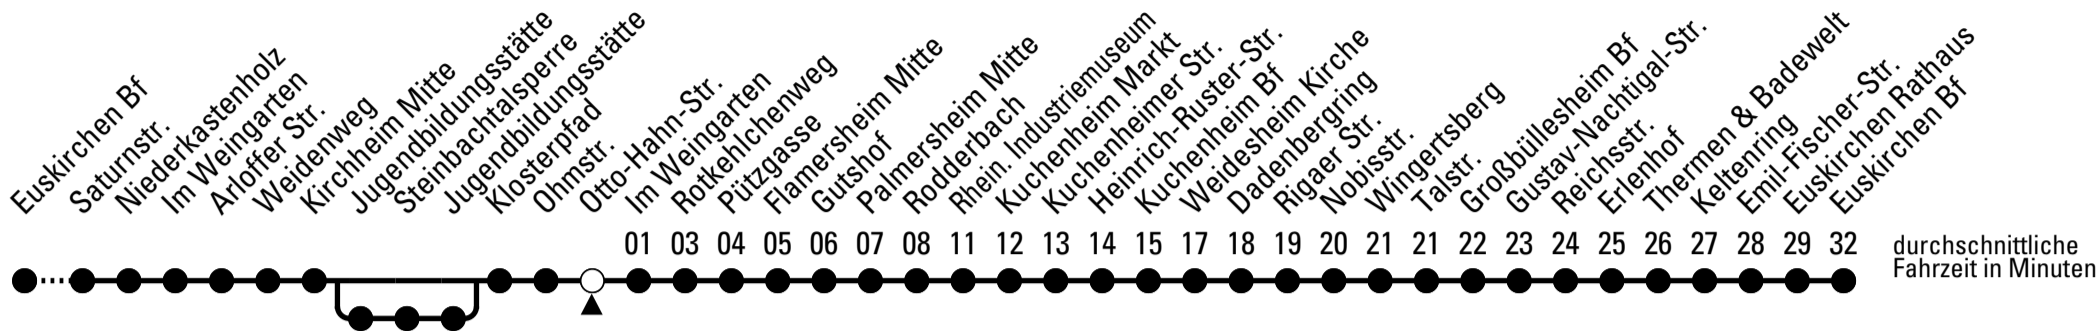 Euskirchen Bf
Saturnstr.
Niederkastenholz
Im Weingarten
Arloffer Str.
Weidenweg
Kirchheim Mitte
Jugendbildungsstätte
Steinbachtalsperre
Jugendbildungsstätte
Klosterpfad
Ohmstr.
Otto-Hahn-Str.
Im Weingarten
Rotkehlchenweg
Pützgasse
Flamersheim Mitte
Gutshof
Palmersheim Mitte
Rodderbach
Rhein. Industriemuseum
Kuchenheim Markt
Kuchenheimer Str.
Heinrich-Ruster-Str.
Kuchenheim Bf
Weidesheim Kirche
Dadenbergring
Rigaer Str.
Nobisstr.
Wingertsberg
Talstr.
Großbüllesheim Bf
Gustav-Nachtigal-Str.
Reichsstr.
Erlenhof
Thermen & Badewelt
Keltenring
Emil-Fischer-Str.
Euskirchen Rathaus
Euskirchen Bf
01 03 04 05 06 07 08 11 12 13 14 15 17 18 19 20 21 21 22 23 24 25 26 27 28 29 32
durchschnittliche
Fahrzeit in Minuten